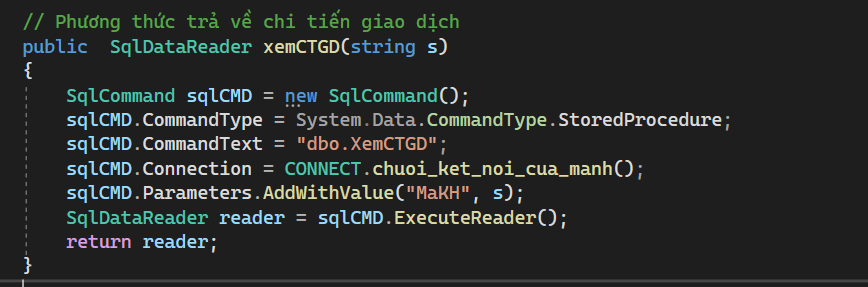 // Phương thức trả về chi tiến giao dịch
public  SqlDataReader xemCTGD(string s)
{
    SqlCommand sqlCMD = new SqlCommand();
    sqlCMD.CommandType = System.Data.CommandType.StoredProcedure;
    sqlCMD.CommandText = "dbo.XemCTGD";
    sqlCMD.Connection = CONNECT.chuoi_ket_noi_cua_manh();
    sqlCMD.Parameters.AddWithValue("MaKH", s);
    SqlDataReader reader = sqlCMD.ExecuteReader();
    return reader;
}